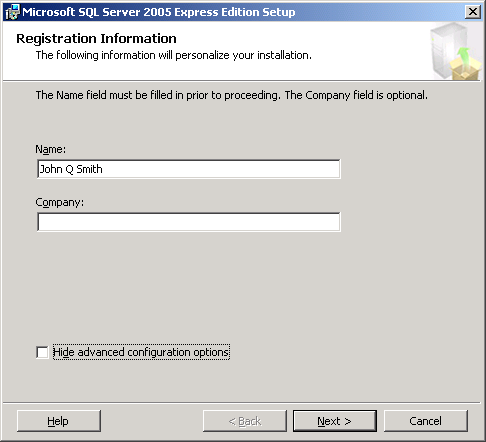 Microsoft SQL Server 2005 Express Edition Setup
Registration Information
The following information will personalize your installation.
The Name field must be filled in prior to proceeding. The Company field is optional.
Name:
John Q Smith
Company:
Hide advanced configuration options
Help
< Back
Next >
Cancel